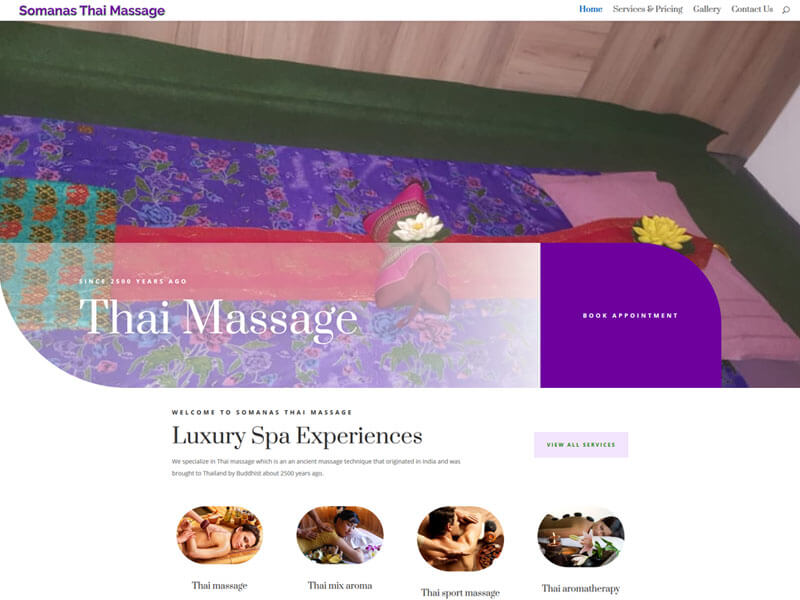 Somanas Thai Massage
Home Services & Pricing Gallery Contact Us
SINCE 2500 YEARS AGO
Thai Massage
BOOK APPOINTMENT
WELCOME TO SOMANAS THAI MASSAGE
Luxury Spa Experiences
VIEW ALL SERVICES
We specialize in Thai massage which is an an ancient massage technique that originated in India and was
brought to Thailand by Buddhist about 2500 years ago.
Thai massage
Thai mix aroma
Thai sport massage
Thai aromatherapy